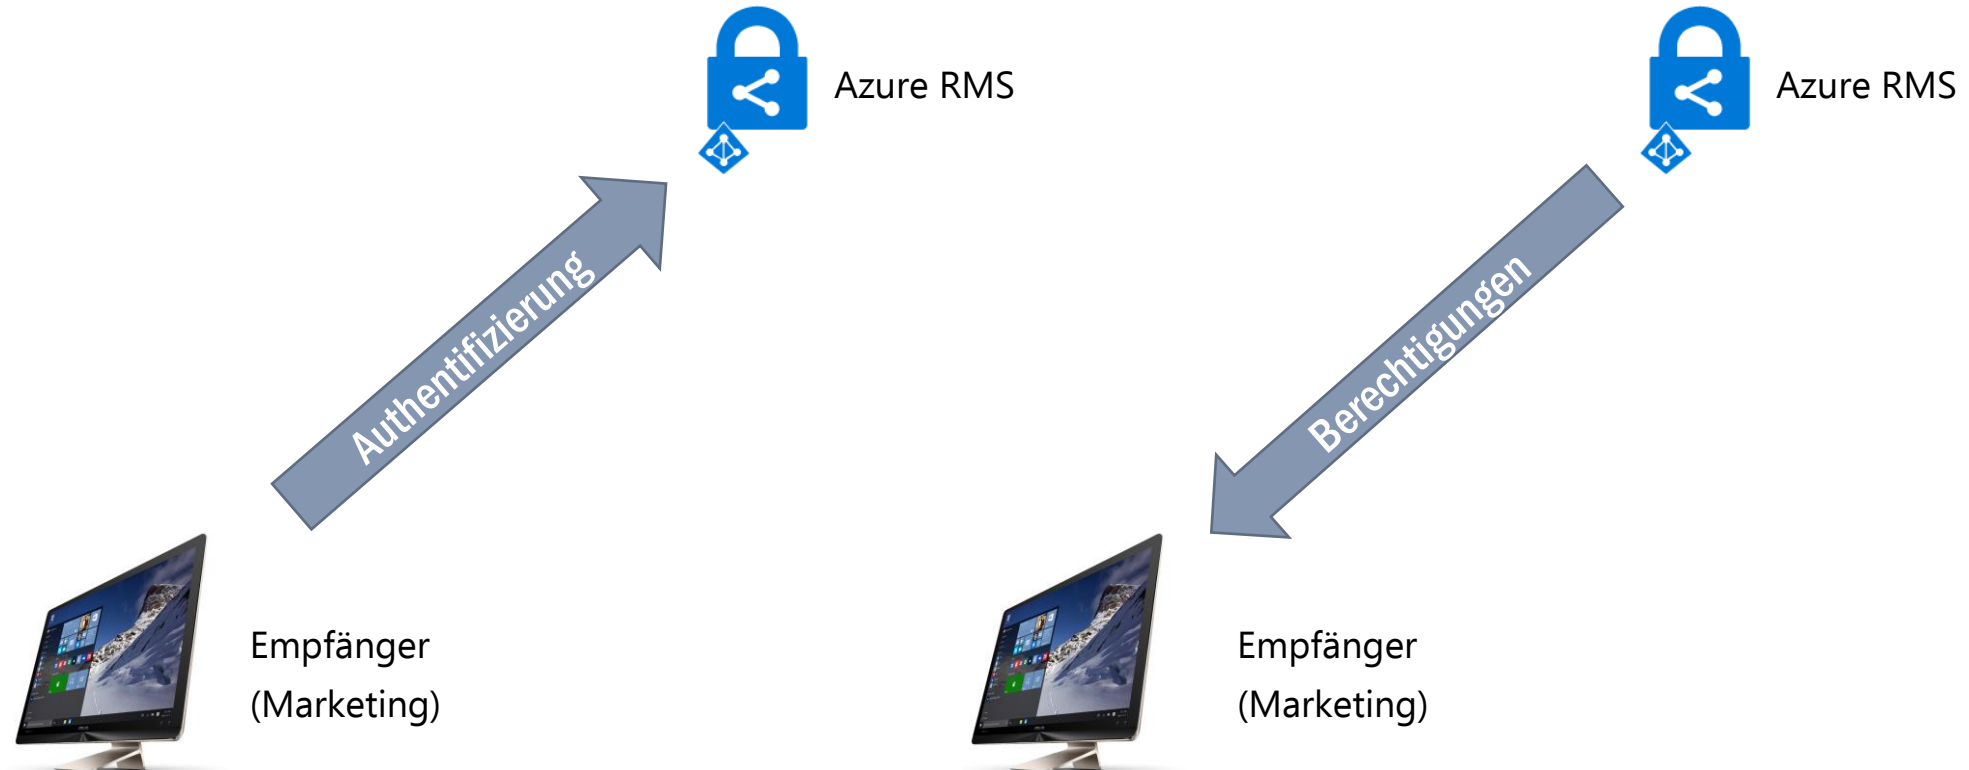 Azure RMS
Azure RMS
Authentifizierung
Berechtigungen
Empfänger
(Marketing)
Empfänger
(Marketing)